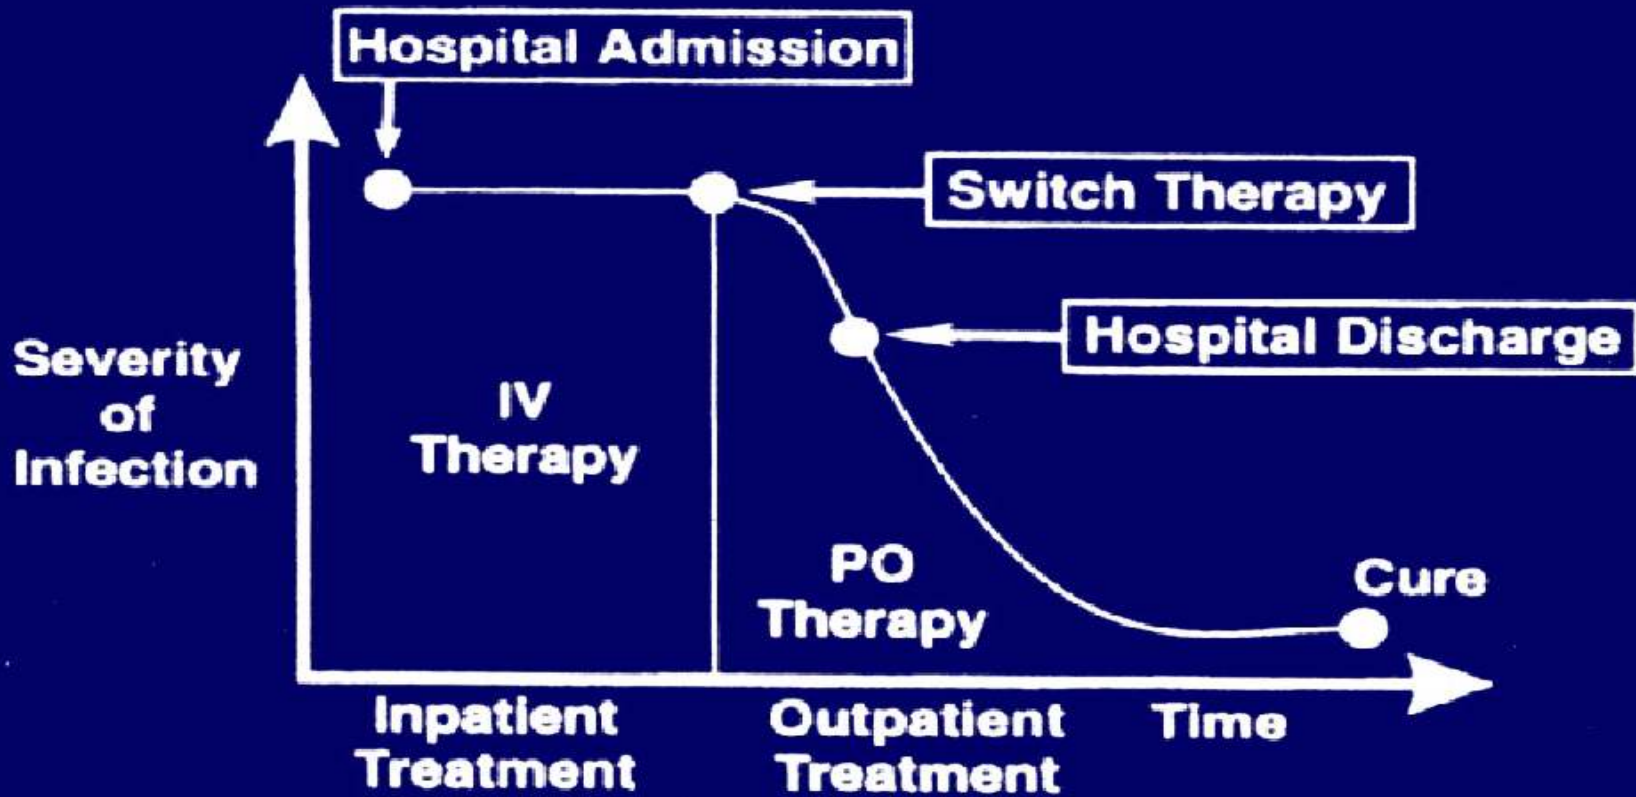 Hospital Admission
Switch Therapy
Hospital Discharge
Severity
of
Infection
IV
Therapy
PO
Therapy
Cure
Inpatient
Treatment
Outpatient
Treatment
Time